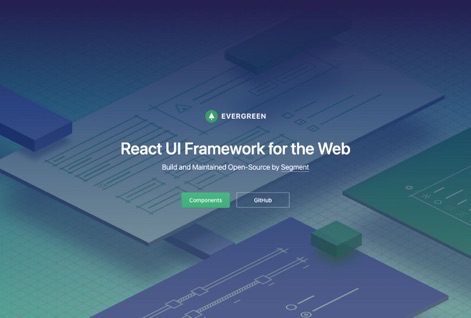 EVERGREEN
React UI Framework for the Web
Build and Maintained Open-Source by Segment
Components
GitHub